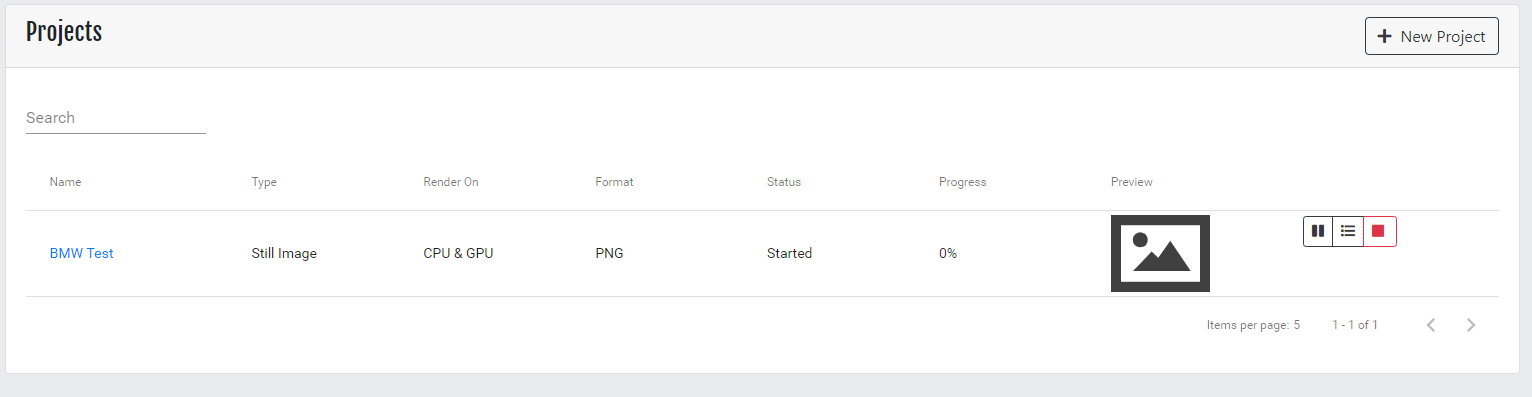 Projects
New Project
Search
Name Type Render On Format Status Progress Preview
BMW Test Still Image CPU & GPU PNG Started 0%
Items per page: 5 1 - 1 of 1